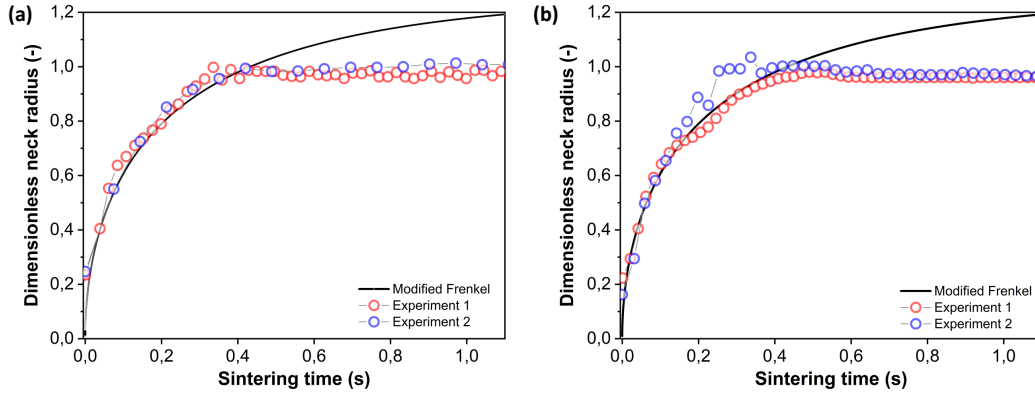 (a)
Dimensionless neck radius (-)
1,2
1,0
0,8
0,6
0,4
0,2
0,0
0,0 0,2 0,4 0,6 0,8 1,0
Sintering time (s)
Modified Frenkel
Experiment 1
Experiment 2
(b)
Dimensionless neck radius (-)
1,2
1,0
0,8
0,6
0,4
0,2
0,0
0,0 0,2 0,4 0,6 0,8 1,0
Sintering time (s)
Modified Frenkel
Experiment 1
Experiment 2